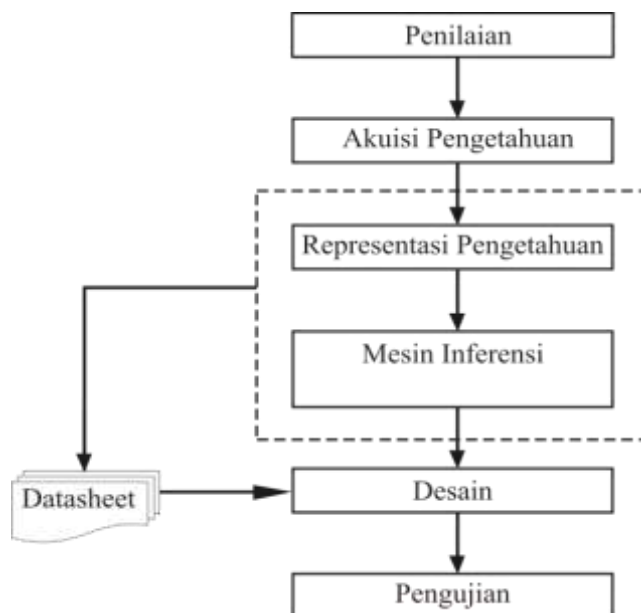 Penilaian
Akuisi Pengetahuan
Representasi Pengetahuan
Mesin Inferensi
Datasheet
Desain
Pengujian